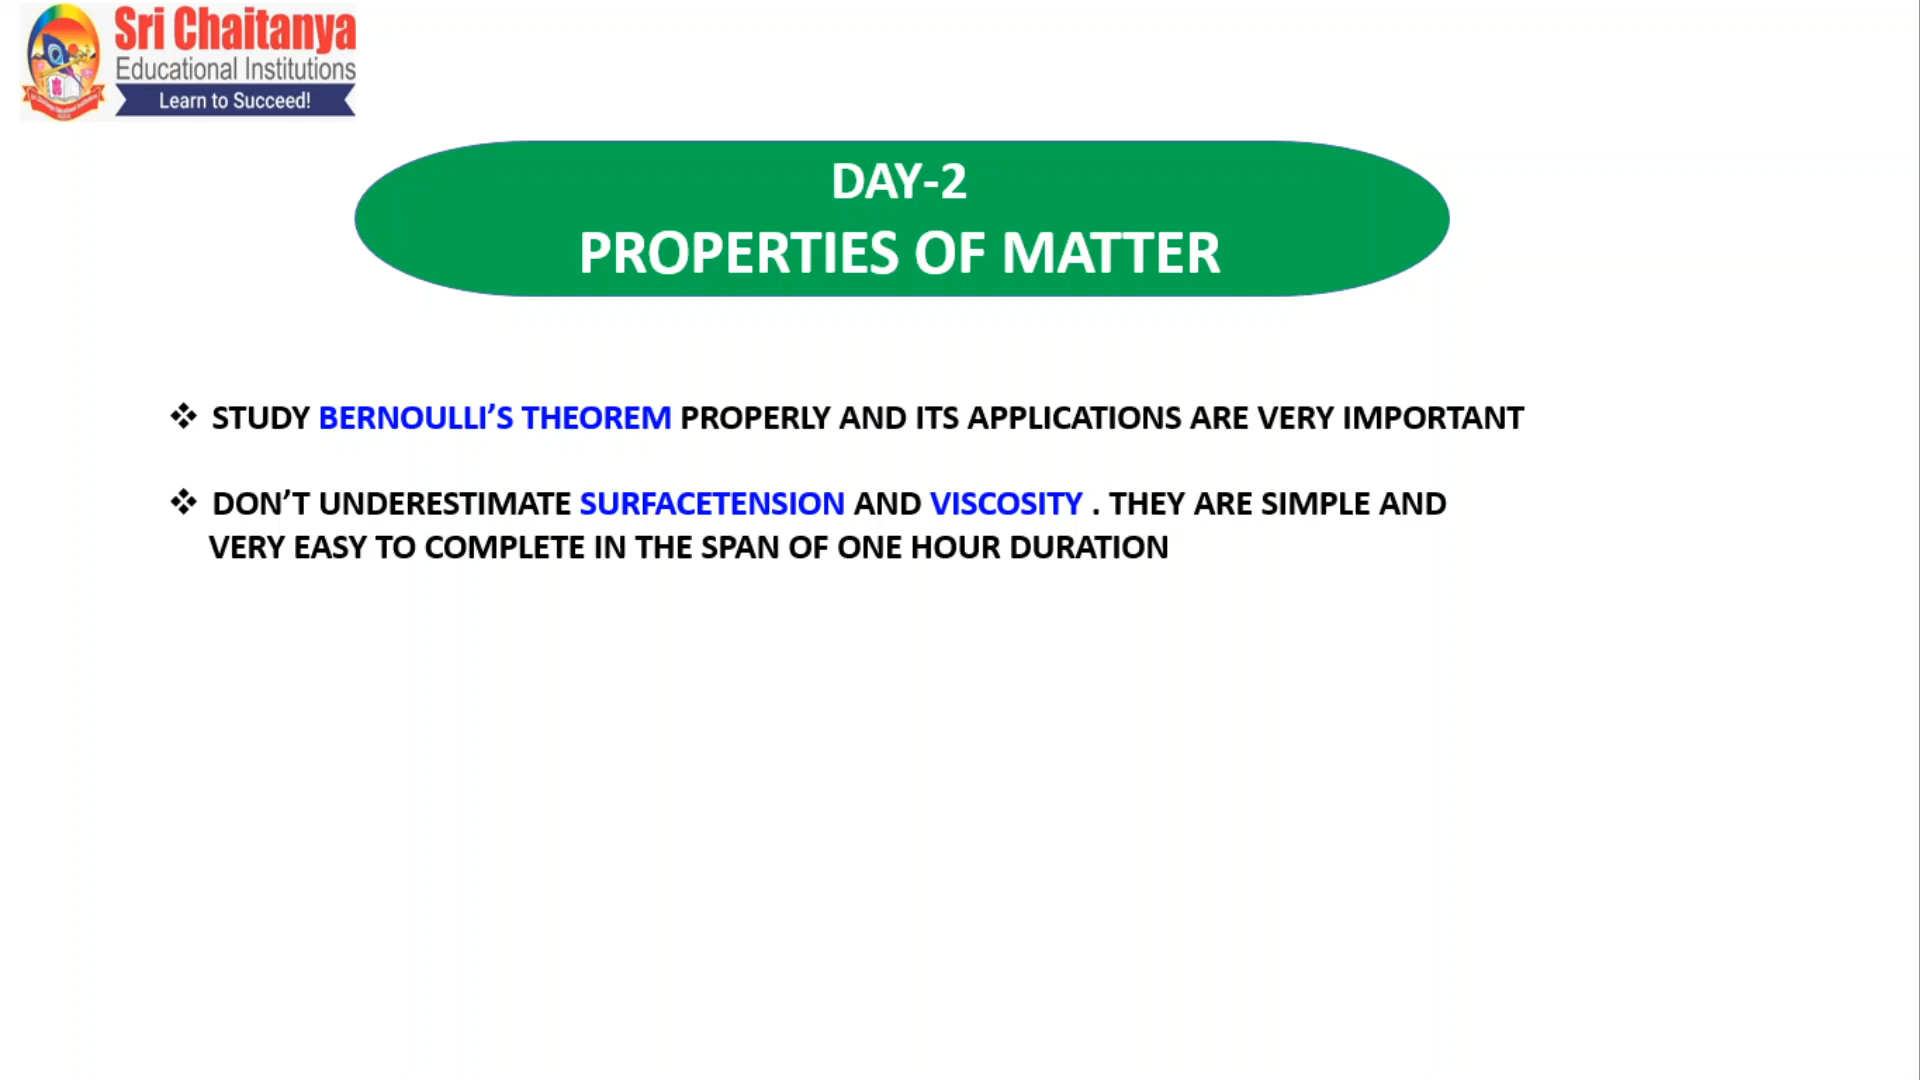 Sri Chaitanya
Educational Institutions
Learn to Succeed!
DAY-2
PROPERTIES OF MATTER
❖ STUDY BERNOULLI’S THEOREM PROPERLY AND ITS APPLICATIONS ARE VERY IMPORTANT
❖ DON’T UNDERESTIMATE SURFACETENSION AND VISCOSITY . THEY ARE SIMPLE AND
VERY EASY TO COMPLETE IN THE SPAN OF ONE HOUR DURATION